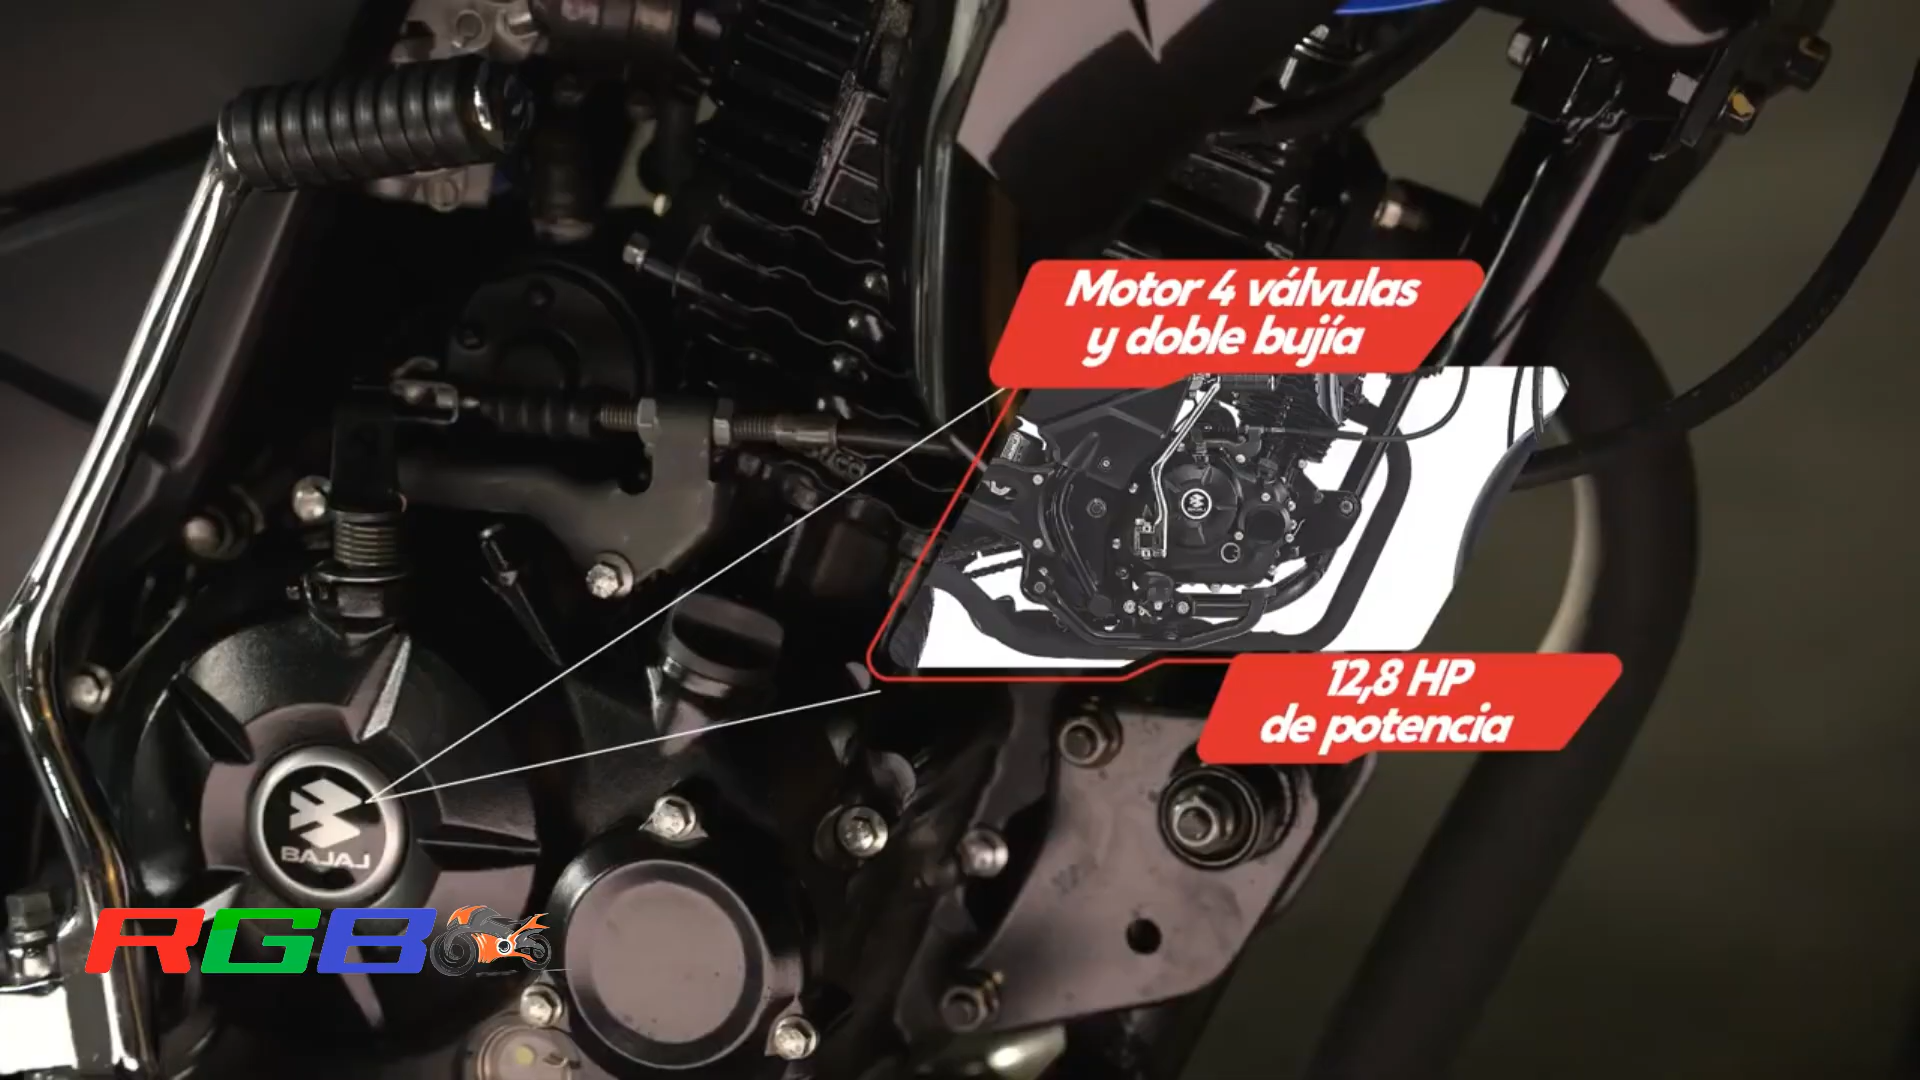 Motor 4 válvulas
y doble bujía
12,8 HP
de potencia
BAJAJ
RGB